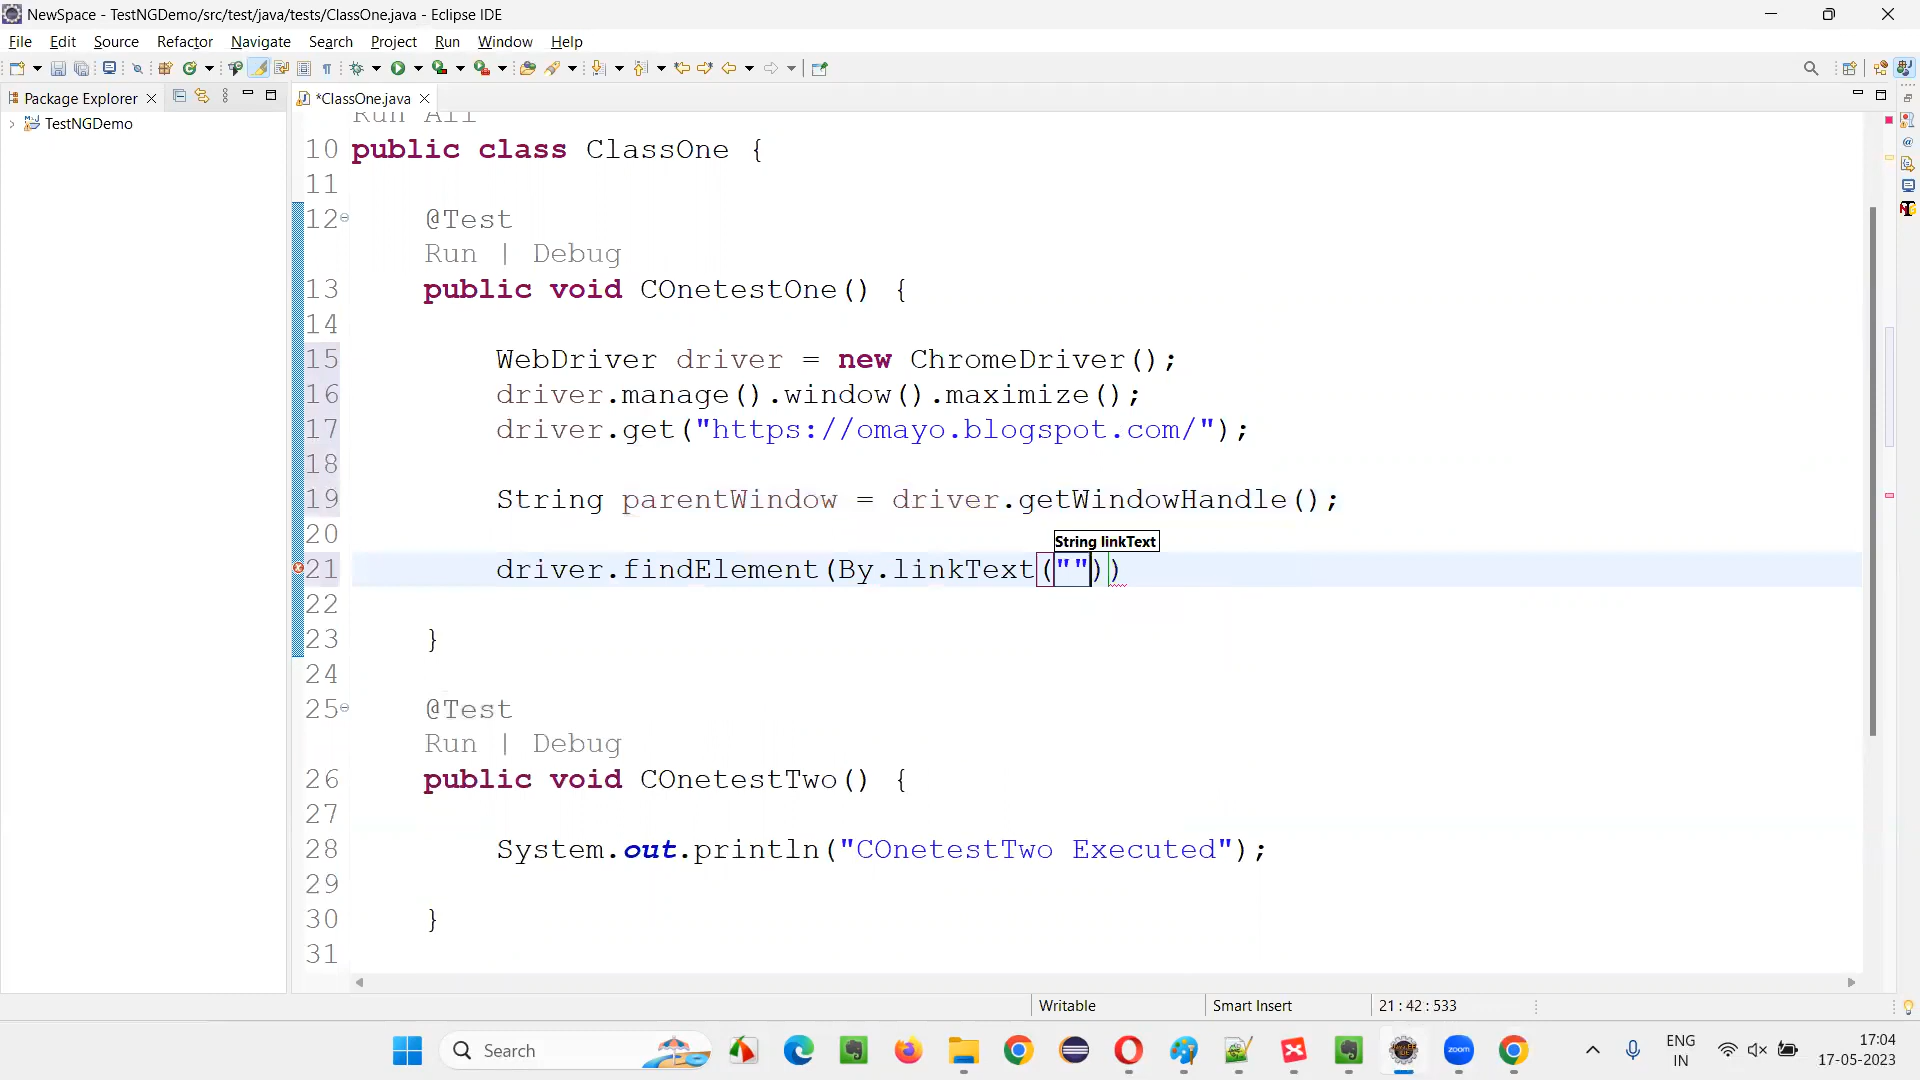 NewSpace - TestNGDemo/src/test/java/tests/ClassOne.java - Eclipse IDE
File Edit Source Refactor Navigate Search Project Run Window Help
Package Explorer
*ClassOne.java
TestNGDemo
Run All
10 public class ClassOne {
11
12 @Test
Run | Debug
13 public void COnetestOne() {
14
15 WebDriver driver = new ChromeDriver();
16 driver.manage().window().maximize();
17 driver.get("https://omayo.blogspot.com/");
18
19 String parentWindow = driver.getWindowHandle();
20
String linkText
21 driver.findElement(By.linkText(""))
22
23 }
24
25 @Test
Run | Debug
26 public void COnetestTwo() {
27
28 System.out.println("COnetestTwo Executed");
29
30 }
31
Writable Smart Insert 21 : 42 : 533
Search
zoom
ENG
IN
17:04
17-05-2023